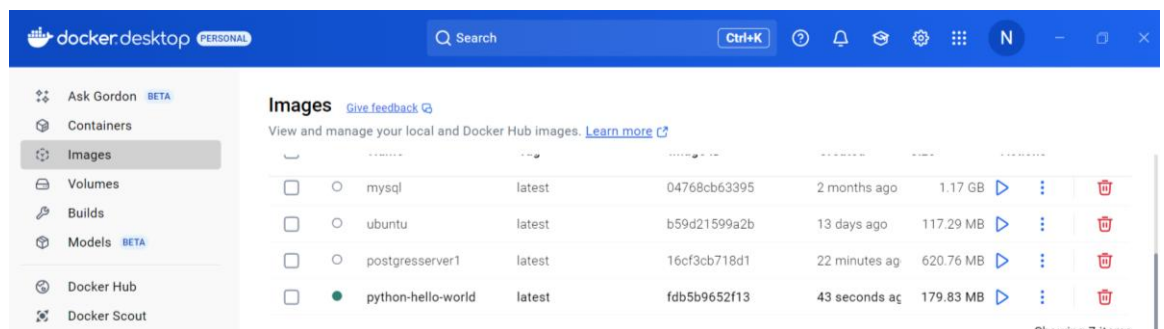 docker.desktop PERSONAL Search Ctrl+K N
Ask Gordon BETA
Containers
Images
Volumes
Builds
Models BETA
Docker Hub
Docker Scout
Images Give feedback
View and manage your local and Docker Hub images. Learn more
mysql latest 04768cb63395 2 months ago 1.17 GB
ubuntu latest b59d21599a2b 13 days ago 117.29 MB
postgresserver1 latest 16cf3cb718d1 22 minutes ag 620.76 MB
python-hello-world latest fdb5b9652f13 43 seconds ag 179.83 MB